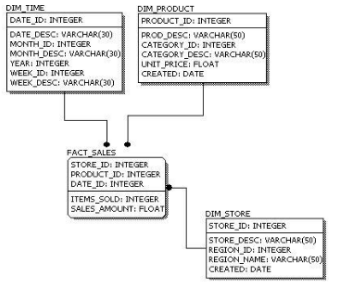 DIM_TIME
DATE_ID: INTEGER
DATE_DESC: VARCHAR(30)
MONTH_ID: INTEGER
MONTH_DESC: VARCHAR(30)
YEAR: INTEGER
WEEK_ID: INTEGER
WEEK_DESC: VARCHAR(30)
DIM_PRODUCT
PRODUCT_ID: INTEGER
PROD_DESC: VARCHAR(50)
CATEGORY_ID: INTEGER
CATEGORY_DESC: VARCHAR(50)
UNIT_PRICE: FLOAT
CREATED: DATE
FACT_SALES
STORE_ID: INTEGER
PRODUCT_ID: INTEGER
DATE_ID: INTEGER
ITEMS_SOLD: INTEGER
SALES_AMOUNT: FLOAT
DIM_STORE
STORE_ID: INTEGER
STORE_DESC: VARCHAR(50)
REGION_ID: INTEGER
REGION_NAME: VARCHAR(50)
CREATED: DATE